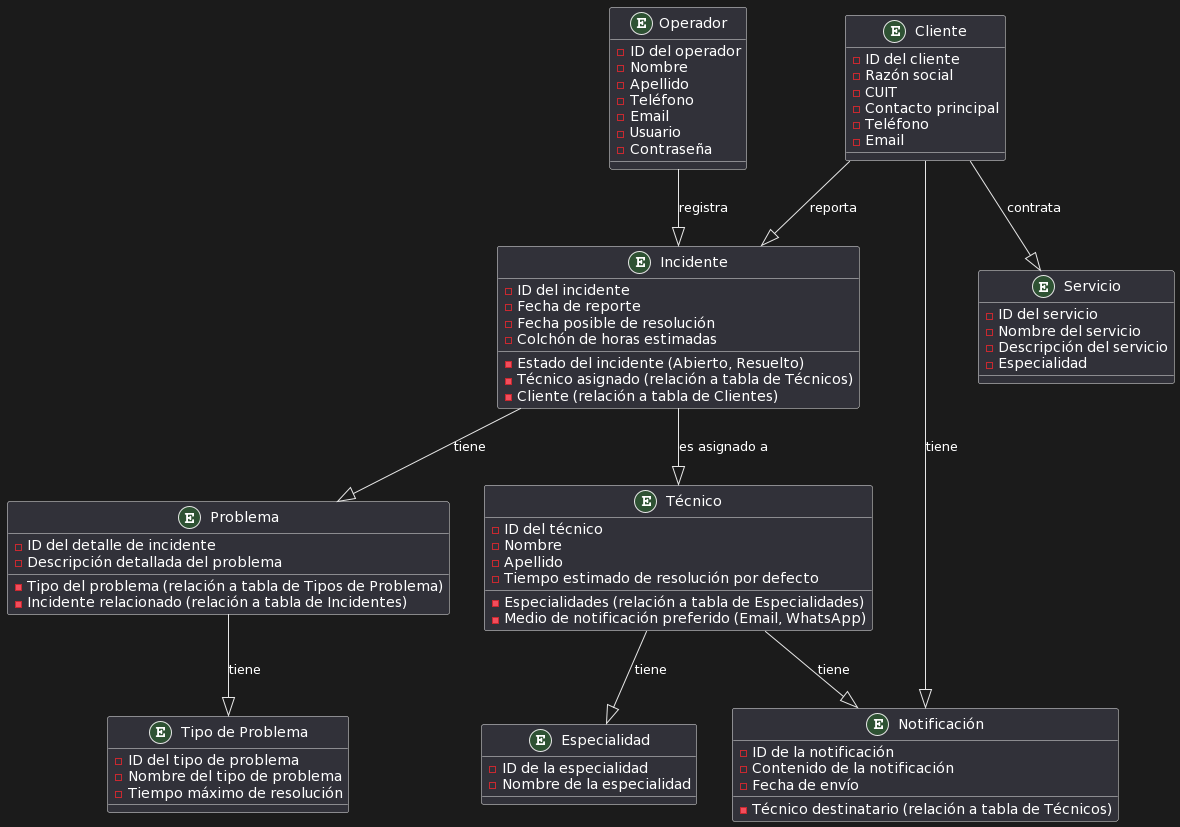 E Operador
ID del operador
Nombre
Apellido
Teléfono
Email
Usuario
Contraseña
E Cliente
ID del cliente
Razón social
CUIT
Contacto principal
Teléfono
Email
registra
reporta
contrata
E Incidente
ID del incidente
Fecha de reporte
Fecha posible de resolución
Colchón de horas estimadas
Estado del incidente (Abierto, Resuelto)
Técnico asignado (relación a tabla de Técnicos)
Cliente (relación a tabla de Clientes)
E Servicio
ID del servicio
Nombre del servicio
Descripción del servicio
Especialidad
tiene
es asignado a
tiene
E Problema
ID del detalle de incidente
Descripción detallada del problema
Tipo del problema (relación a tabla de Tipos de Problema)
Incidente relacionado (relación a tabla de Incidentes)
E Técnico
ID del técnico
Nombre
Apellido
Tiempo estimado de resolución por defecto
Especialidades (relación a tabla de Especialidades)
Medio de notificación preferido (Email, WhatsApp)
tiene
tiene
tiene
E Tipo de Problema
ID del tipo de problema
Nombre del tipo de problema
Tiempo máximo de resolución
E Especialidad
ID de la especialidad
Nombre de la especialidad
E Notificación
ID de la notificación
Contenido de la notificación
Fecha de envío
Técnico destinatario (relación a tabla de Técnicos)